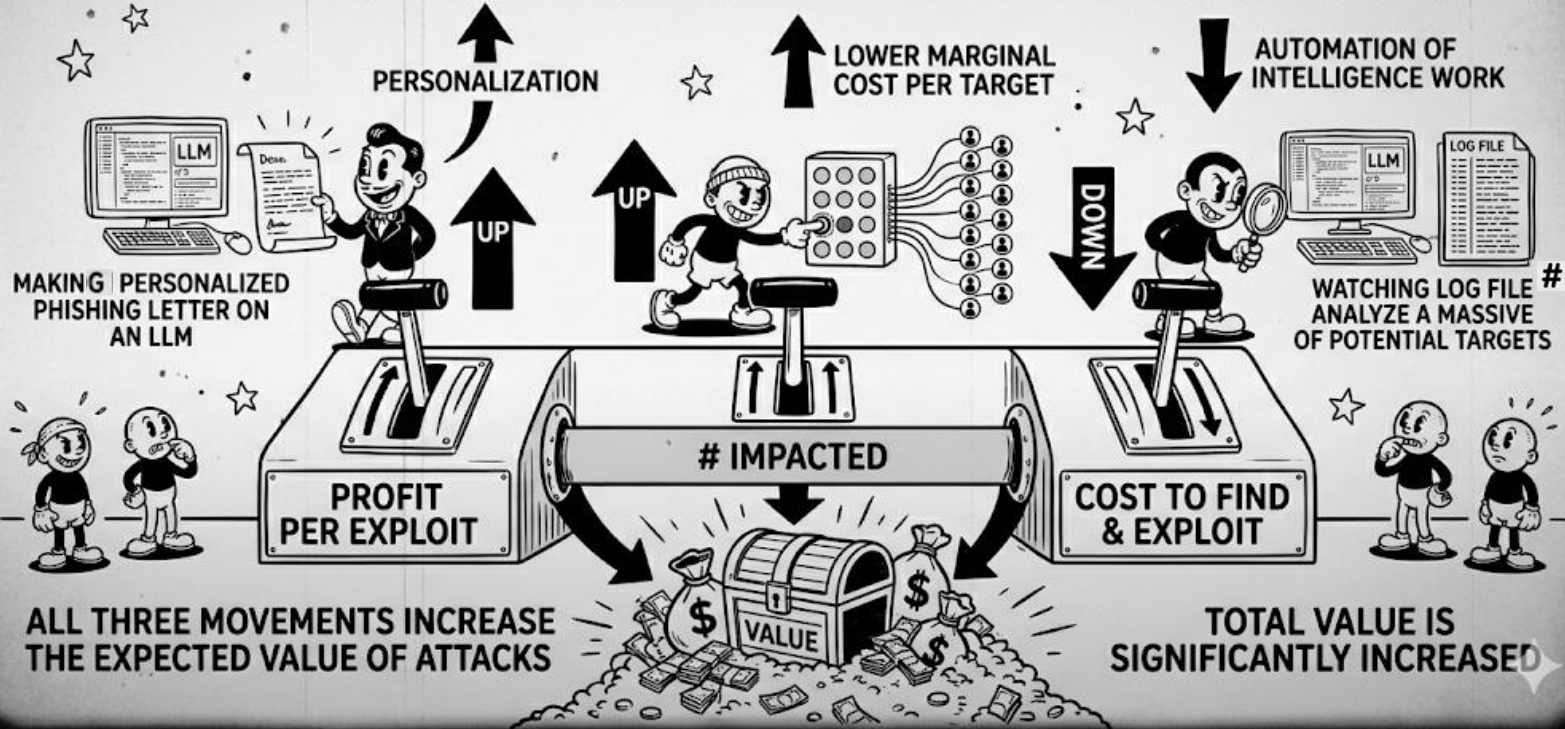 PERSONALIZATION
LOWER MARGINAL
COST PER TARGET
AUTOMATION OF
INTELLIGENCE WORK
LLM
Dear,
UP
UP
DOWN
LLM
LOG FILE
MAKING PERSONALIZED
PHISHING LETTER ON
AN LLM
WATCHING LOG FILE #
ANALYZE A MASSIVE
OF POTENTIAL TARGETS
# IMPACTED
PROFIT
PER EXPLOIT
COST TO FIND
& EXPLOIT
$
$
$
VALUE
ALL THREE MOVEMENTS INCREASE
THE EXPECTED VALUE OF ATTACKS
TOTAL VALUE IS
SIGNIFICANTLY INCREASED